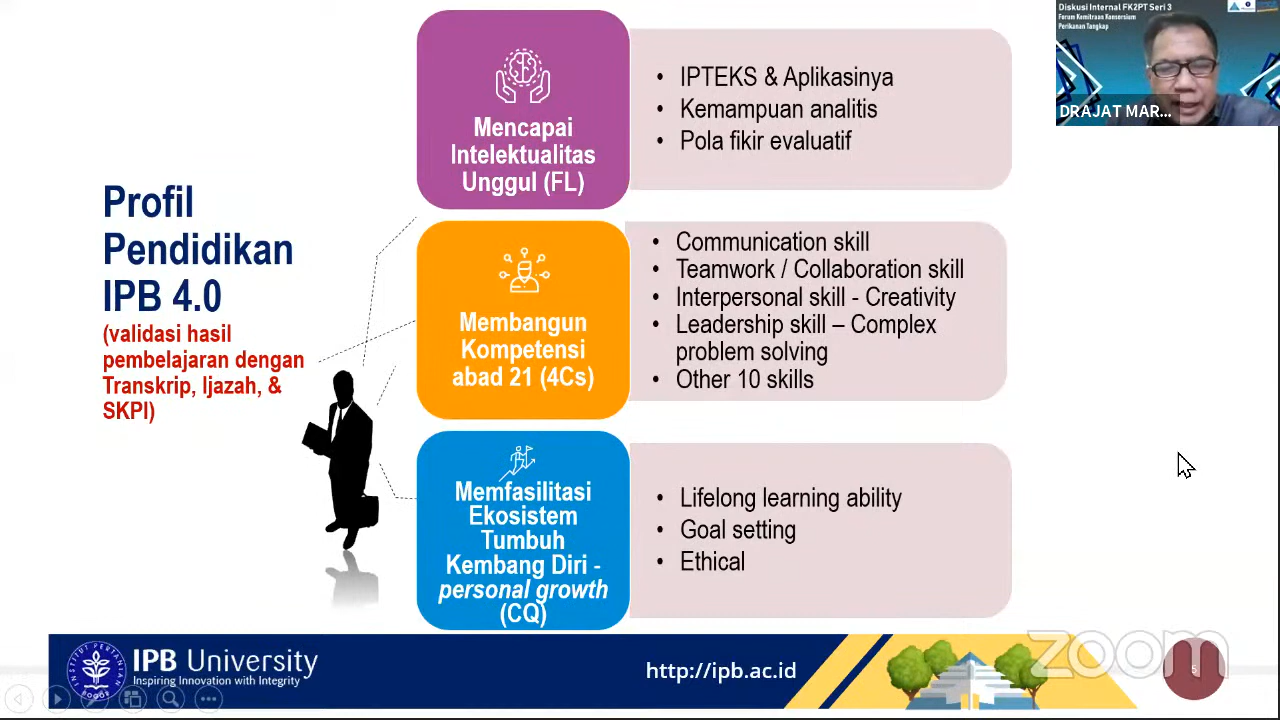 Profil
Pendidikan
IPB 4.0
(validasi hasil
pembelajaran dengan
Transkrip, Ijazah, &
SKPI)
Mencapai
Intelektualitas
Unggul (FL)
• IPTEKS & Aplikasinya
• Kemampuan analitis
• Pola fikir evaluatif
Membangun
Kompetensi
abad 21 (4Cs)
• Communication skill
• Teamwork / Collaboration skill
• Interpersonal skill - Creativity
• Leadership skill – Complex
problem solving
• Other 10 skills
Memfasilitasi
Ekosistem
Tumbuh
Kembang Diri -
personal growth
(CQ)
• Lifelong learning ability
• Goal setting
• Ethical
Diskusi Internal FK2PT Seri 3
Forum Kemitraan Konsorsium
Perikanan Tangkap
DRAJAT MAR...
IPB University
Inspiring Innovation with Integrity
http://ipb.ac.id
zoom
5